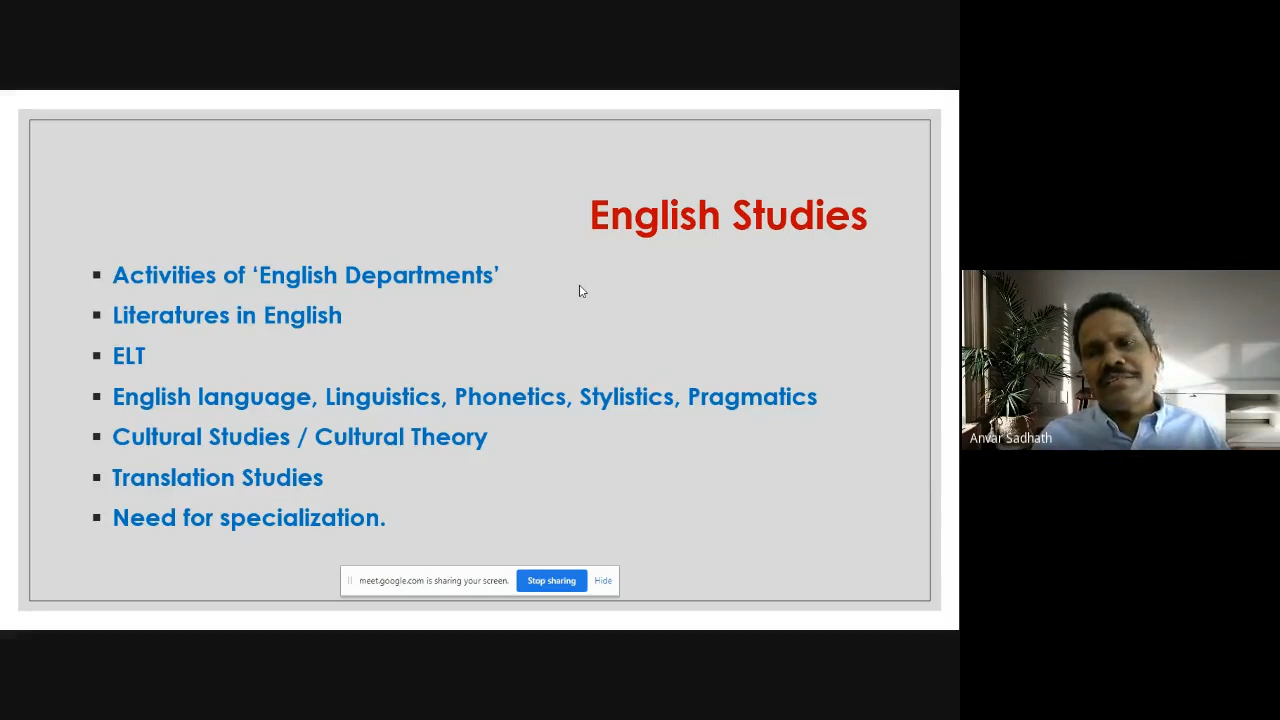 English Studies
Activities of ‘English Departments’
Literatures in English
ELT
English language, Linguistics, Phonetics, Stylistics, Pragmatics
Cultural Studies / Cultural Theory
Translation Studies
Need for specialization.
meet.google.com is sharing your screen. Stop sharing Hide
Anvar Sadhath